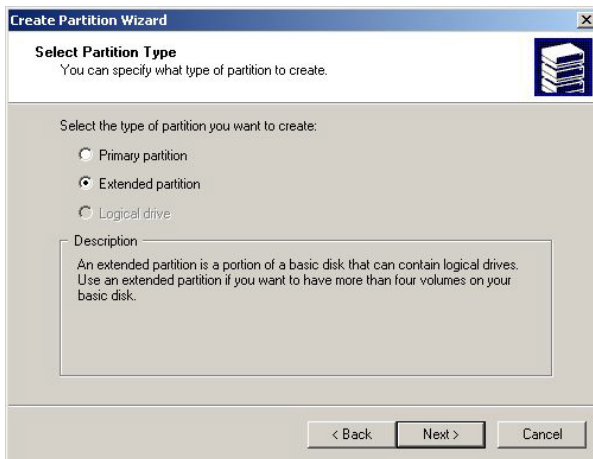 Create Partition Wizard
Select Partition Type
You can specify what type of partition to create.
Select the type of partition you want to create:
Primary partition
Extended partition
Logical drive
Description
An extended partition is a portion of a basic disk that can contain logical drives.
Use an extended partition if you want to have more than four volumes on your
basic disk.
< Back
Next >
Cancel